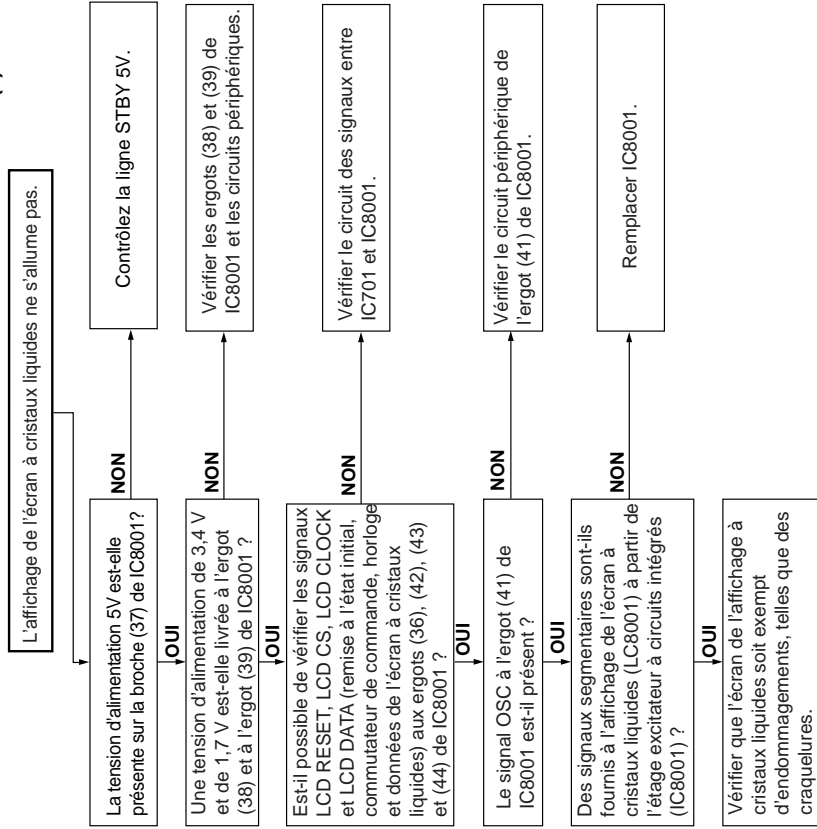 L'affichage de l'écran à cristaux liquides ne s'allume pas.
La tension d'alimentation 5V est-elle
présente sur la broche (37) de IC8001?
NON
Contrôlez la ligne STBY 5V.
OUI
Une tension d'alimentation de 3,4 V
et de 1,7 V est-elle livrée à l'ergot
(38) et à l'ergot (39) de IC8001 ?
NON
Vérifier les ergots (38) et (39) de
IC8001 et les circuits périphériques.
OUI
Est-il possible de vérifier les signaux
LCD RESET, LCD CS, LCD CLOCK
et LCD DATA (remise à l'état initial,
commutateur de commande, horloge
et données de l'écran à cristaux
liquides) aux ergots (36), (42), (43)
et (44) de IC8001 ?
NON
Vérifier le circuit des signaux entre
IC701 et IC8001.
OUI
Le signal OSC à l'ergot (41) de
IC8001 est-il présent ?
NON
Vérifier le circuit périphérique de
l'ergot (41) de IC8001.
OUI
Des signaux segmentaires sont-ils
fournis à l'affichage de l'écran à
cristaux liquides (LC8001) à partir de
l'étage excitateur à circuits intégrés
(IC8001) ?
NON
Remplacer IC8001.
OUI
Vérifier que l'écran de l'affichage à
cristaux liquides soit exempt
d'endommagements, telles que des
craquelures.